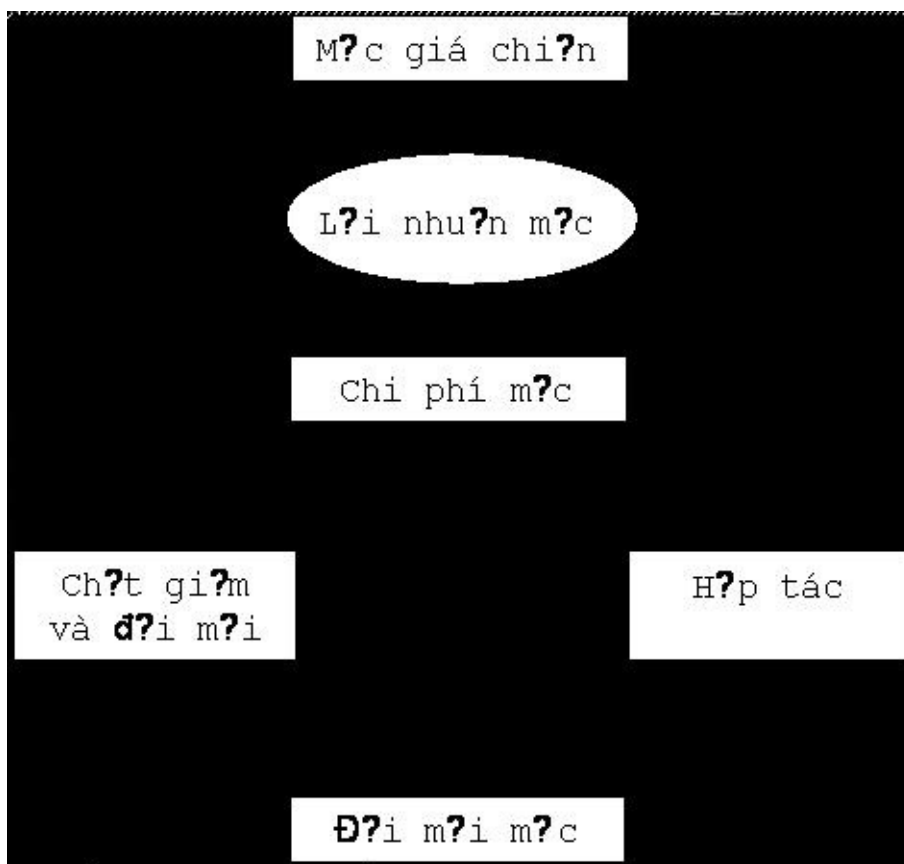 M?c giá chi?n
L?i nhu?n m?c
Chi phí m?c
Ch?t gi?m
và đ?i m?i
H?p tác
Đ?i m?i m?c